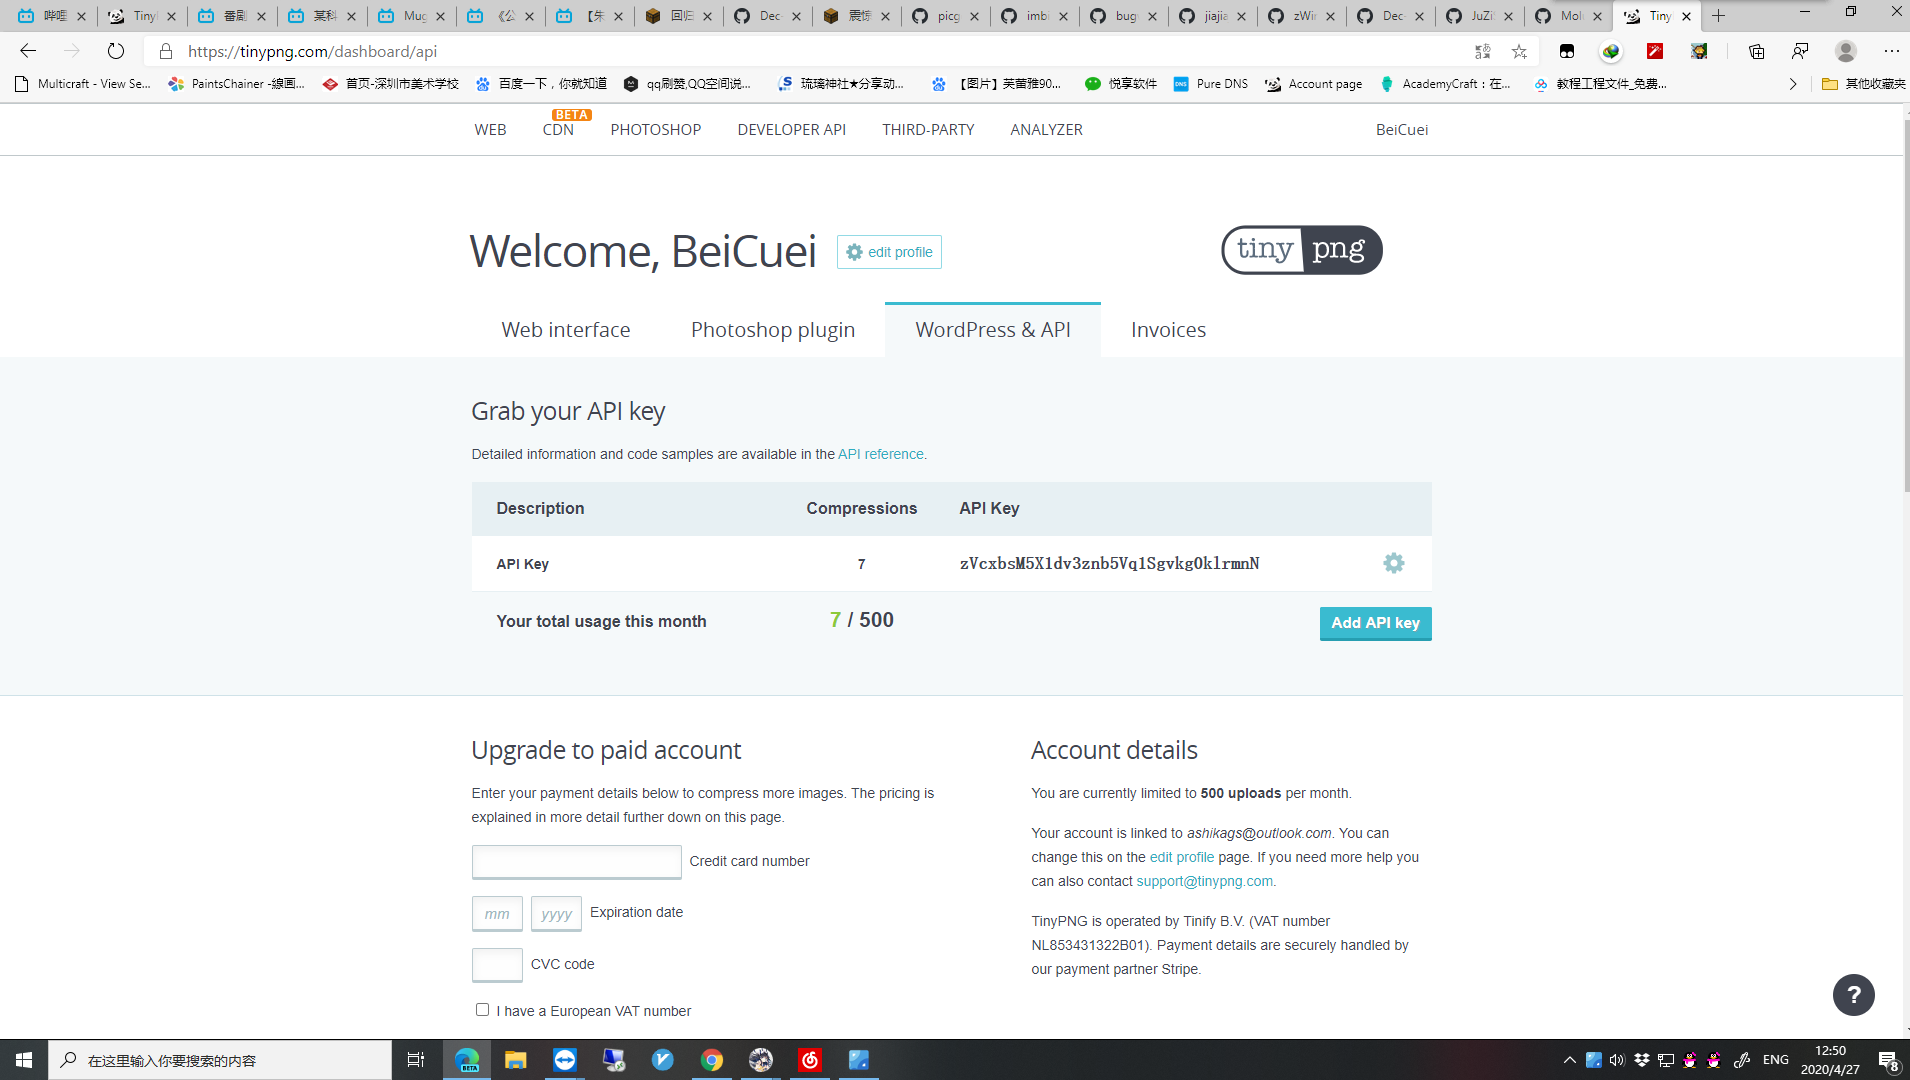 哔哩
Tiny
番剧
某科
Mug
《公
【朱
回归
Dec
震惊
picg
imbi
bug
jiajia
zWin
Dec
JuZi
Moh
Tiny
https://tinypng.com/dashboard/api
Multicraft - View Se...
PaintsChainer -線画...
首页-深圳市美术学校
百度一下，你就知道
qq刷赞,QQ空间说...
琉璃神社★分享动...
【图片】芙蕾雅90...
悦享软件
Pure DNS
Account page
AcademyCraft：在...
教程工程文件_免费...
其他收藏夹
WEB
CDN
BETA
PHOTOSHOP
DEVELOPER API
THIRD-PARTY
ANALYZER
BeiCuei
Welcome, BeiCuei
edit profile
tiny png
Web interface
Photoshop plugin
WordPress & API
Invoices
Grab your API key
Detailed information and code samples are available in the API reference.
Description Compressions API Key
API Key 7 zVcxbsM5X1dv3znb5Vq1Sgvkg0klrmnN
Your total usage this month 7 / 500
Add API key
Upgrade to paid account
Enter your payment details below to compress more images. The pricing is
explained in more detail further down on this page.
Credit card number
mm yyyy Expiration date
CVC code
I have a European VAT number
Account details
You are currently limited to 500 uploads per month.
Your account is linked to ashikags@outlook.com. You can
change this on the edit profile page. If you need more help you
can also contact support@tinypng.com.
TinyPNG is operated by Tinify B.V. (VAT number
NL853431322B01). Payment details are securely handled by
our payment partner Stripe.
?
在这里输入你要搜索的内容
BETA
ENG
12:50
2020/4/27
8